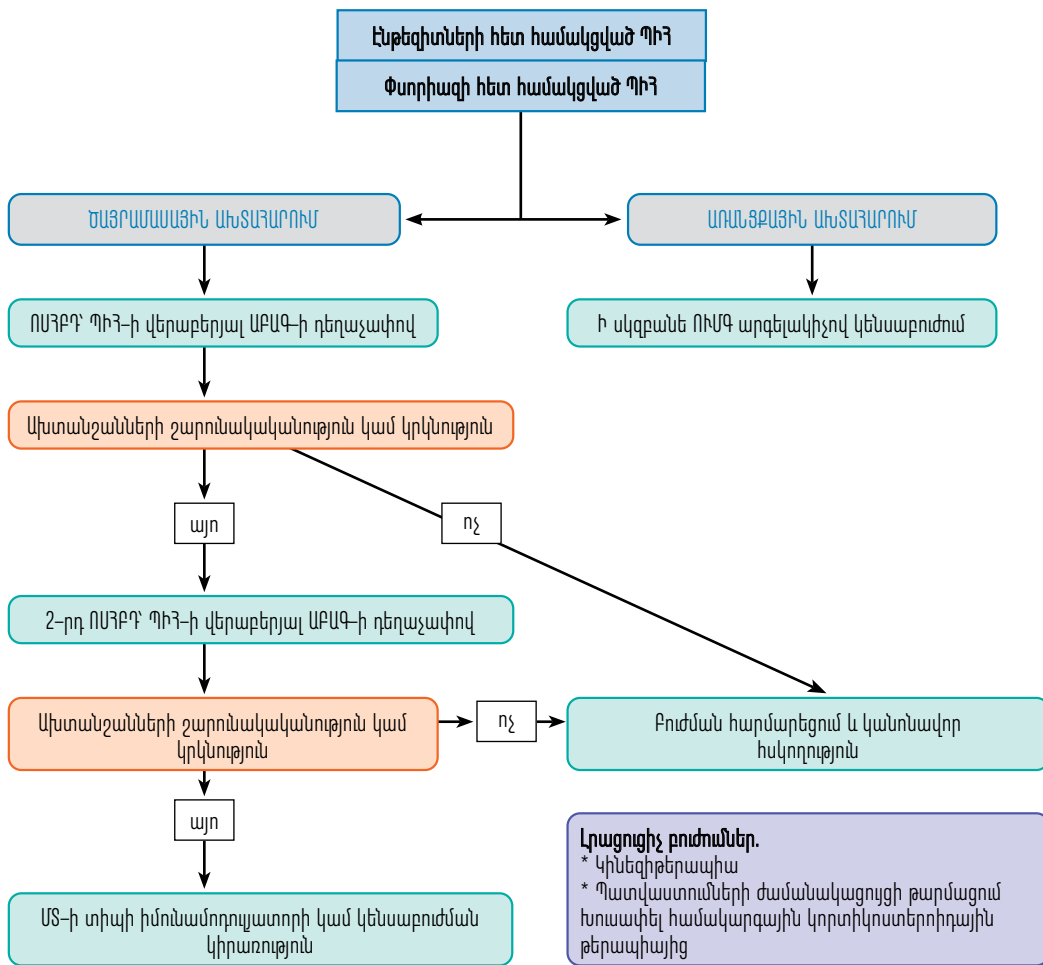 Էնթեզիտների հետ համակցված ՊԻՀ
Փսորիազի հետ համակցված ՊԻՀ
ԾԱՅՐԱՄԱՍԱՅԻՆ ԱԽՏԱՀԱՐՈՒՄ
ԱՌԱՆՑՔԱՅԻՆ ԱԽՏԱՀԱՐՈՒՄ
ՈՍՀԲԴ՝ ՊԻՀ–ի վերաբերյալ ԱԲԱԳ–ի դեղաչափով
Ի սկզբանե ՈՒՄԳ արգելակիչով կենսաբուժում
Ախտանշանների շարունակականություն կամ կրկնություն
այո
ոչ
2–րդ ՈՍՀԲԴ՝ ՊԻՀ–ի վերաբերյալ ԱԲԱԳ–ի դեղաչափով
Ախտանշանների շարունակականություն կամ
կրկնություն
ոչ
Բուժման հարմարեցում և կանոնավոր
հսկողություն
այո
ՄՏ–ի տիպի իմունամոդուլյատորի կամ կենսաբուժման
կիրառություն
Լրացուցիչ բուժումներ.
* Կինեզիթերապիա
* Պատվաստումների ժամանակացույցի թարմացում
Խուսափել համակարգային կորտիկոստերոիդային
թերապիայից